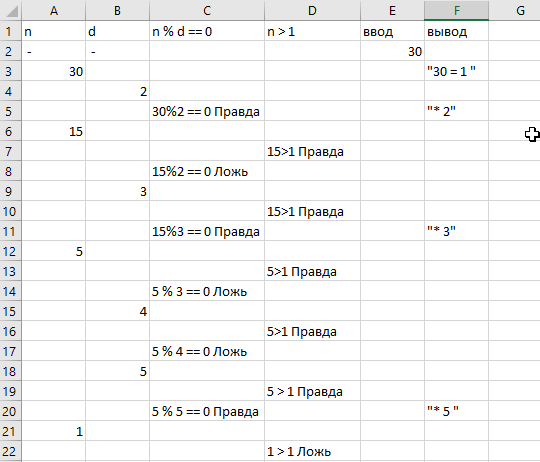 A B C D E F G
1 n d n % d == 0 n > 1 ввод вывод
2 - - 30
3 30 "30 = 1 "
4 2
5 30%2 == 0 Правда "* 2"
6 15
7 15>1 Правда
8 15%2 == 0 Ложь
9 3
10 15>1 Правда
11 15%3 == 0 Правда "* 3"
12 5
13 5>1 Правда
14 5 % 3 == 0 Ложь
15 4
16 5>1 Правда
17 5 % 4 == 0 Ложь
18 5
19 5 > 1 Правда
20 5 % 5 == 0 Правда "* 5 "
21 1
22 1 > 1 Ложь